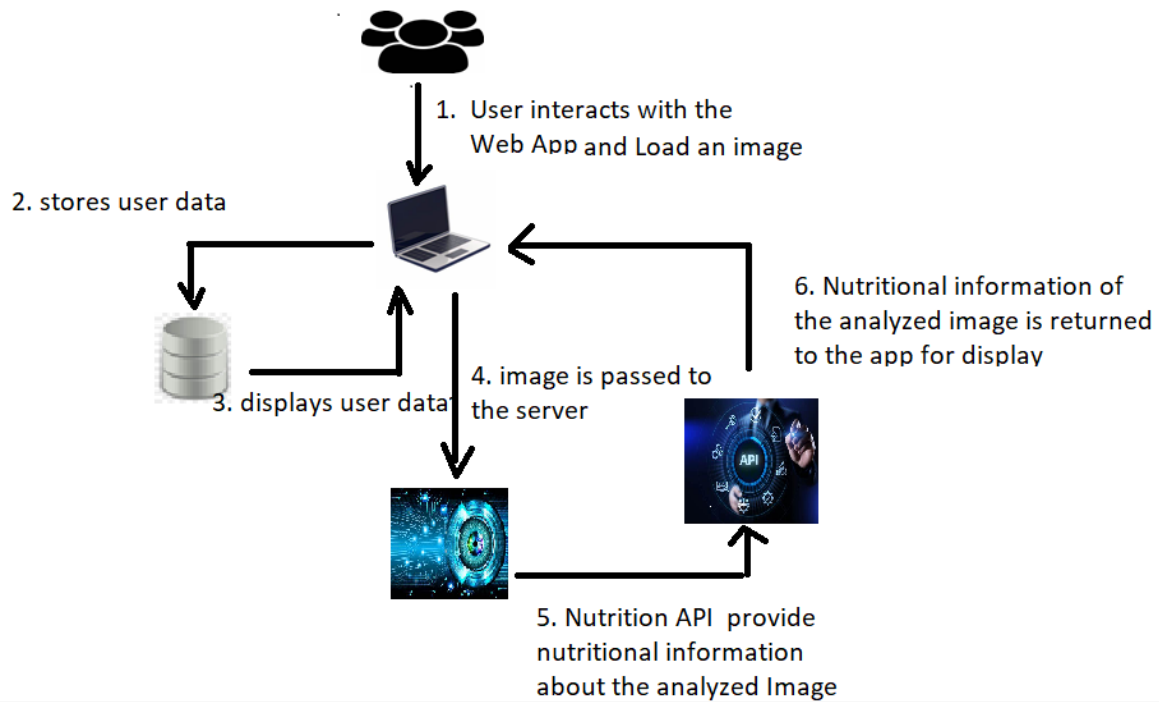 1. User interacts with the
Web App and Load an image
2. stores user data
3. displays user data
4. image is passed to
the server
5. Nutrition API provide
nutritional information
about the analyzed Image
6. Nutritional information of
the analyzed image is returned
to the app for display
API